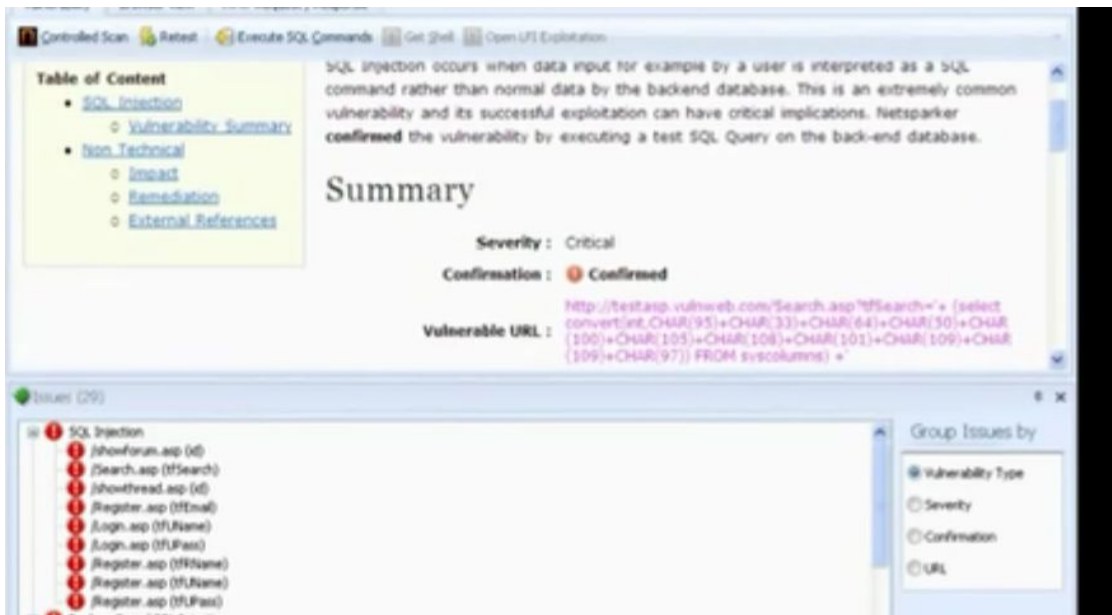 Controlled Scan Retest Execute SQL Commands Get Shell Open LFI Exploitation
Table of Content
SQL Injection
Vulnerability Summary
Non Technical
Impact
Remediation
External References
SQL Injection occurs when data input for example by a user is interpreted as a SQL
command rather than normal data by the backend database. This is an extremely common
vulnerability and its successful exploitation can have critical implications. Netsparker
confirmed the vulnerability by executing a test SQL Query on the back-end database.
Summary
Severity : Critical
Confirmation : Confirmed
Vulnerable URL :
http://testasp.vulnweb.com/Search.asp?tfSearch='+ (select
convert(int,CHAR(95)+CHAR(33)+CHAR(64)+CHAR(50)+CHAR
(100)+CHAR(105)+CHAR(108)+CHAR(101)+CHAR(109)+CHAR
(109)+CHAR(97)) FROM syscolumns) +'
Issues (29)
SQL Injection
/showforum.asp (id)
/Search.asp (tfSearch)
/showthread.asp (id)
/Register.asp (tfEmail)
/Login.asp (tfUName)
/Login.asp (tfUPass)
/Register.asp (tfRName)
/Register.asp (tfUName)
/Register.asp (tfUPass)
Group Issues by
Vulnerability Type
Severity
Confirmation
URL